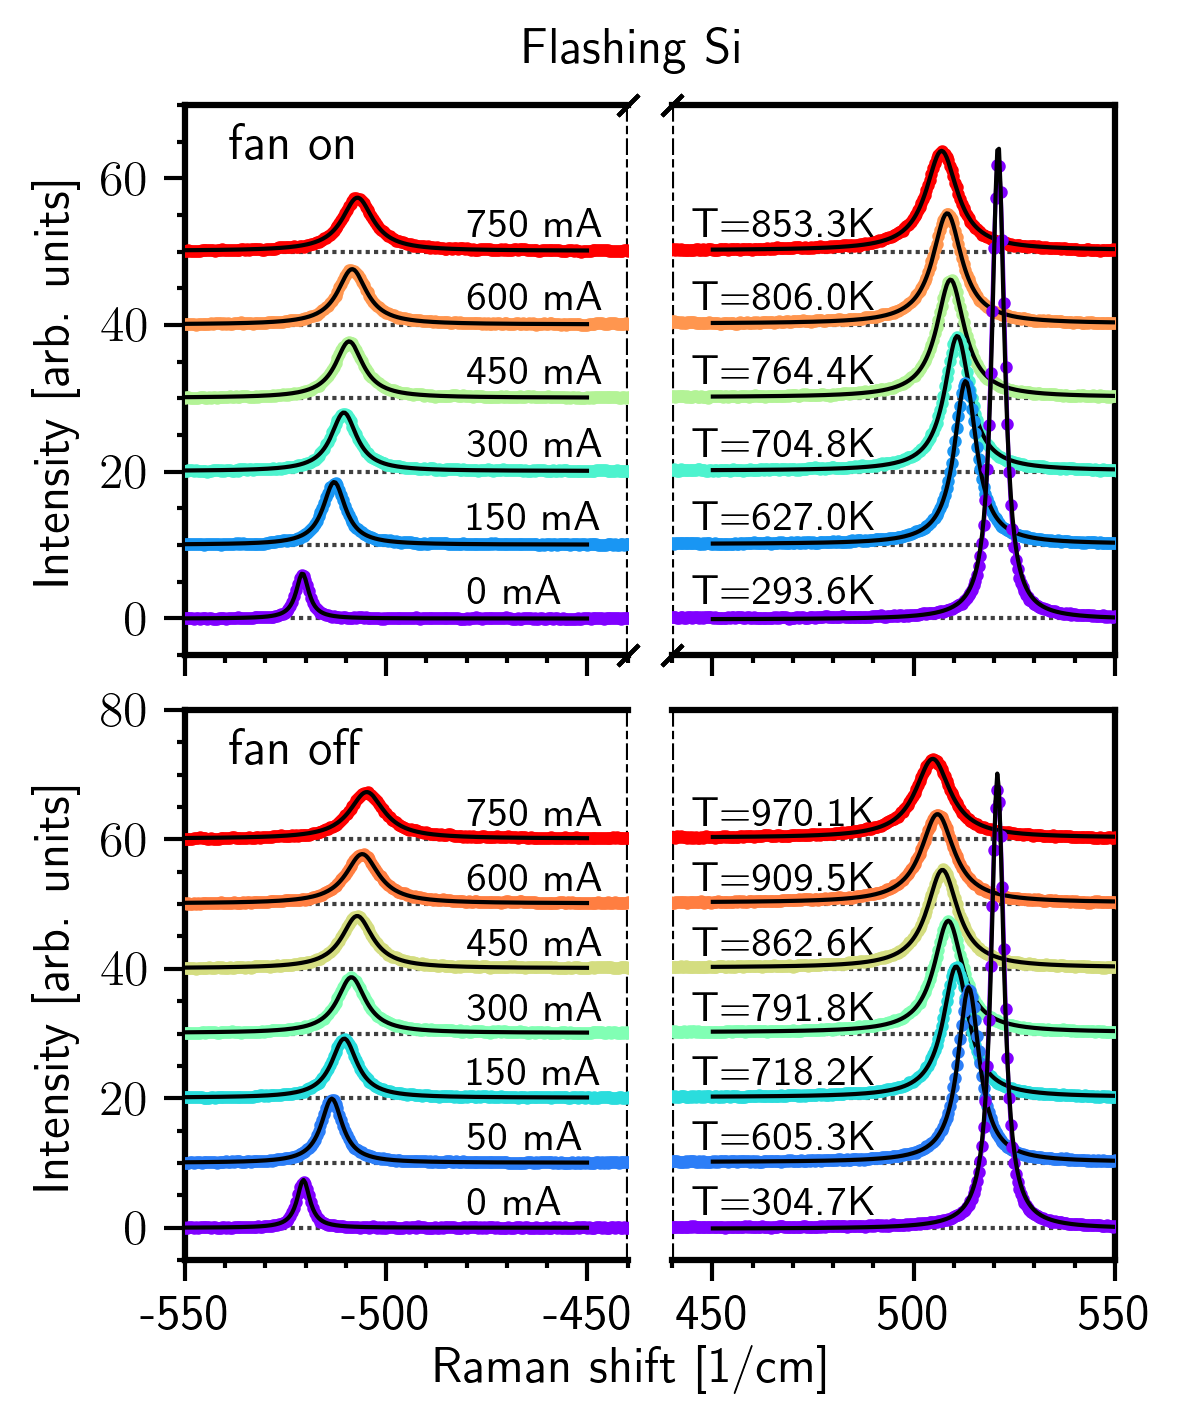 Flashing Si
fan on
60
40
20
0
Intensity [arb. units]
750 mA T=853.3K
600 mA T=806.0K
450 mA T=764.4K
300 mA T=704.8K
150 mA T=627.0K
0 mA T=293.6K
fan off
80
60
40
20
0
Intensity [arb. units]
750 mA T=970.1K
600 mA T=909.5K
450 mA T=862.6K
300 mA T=791.8K
150 mA T=718.2K
50 mA T=605.3K
0 mA T=304.7K
-550 -500 -450 450 500 550
Raman shift [1/cm]